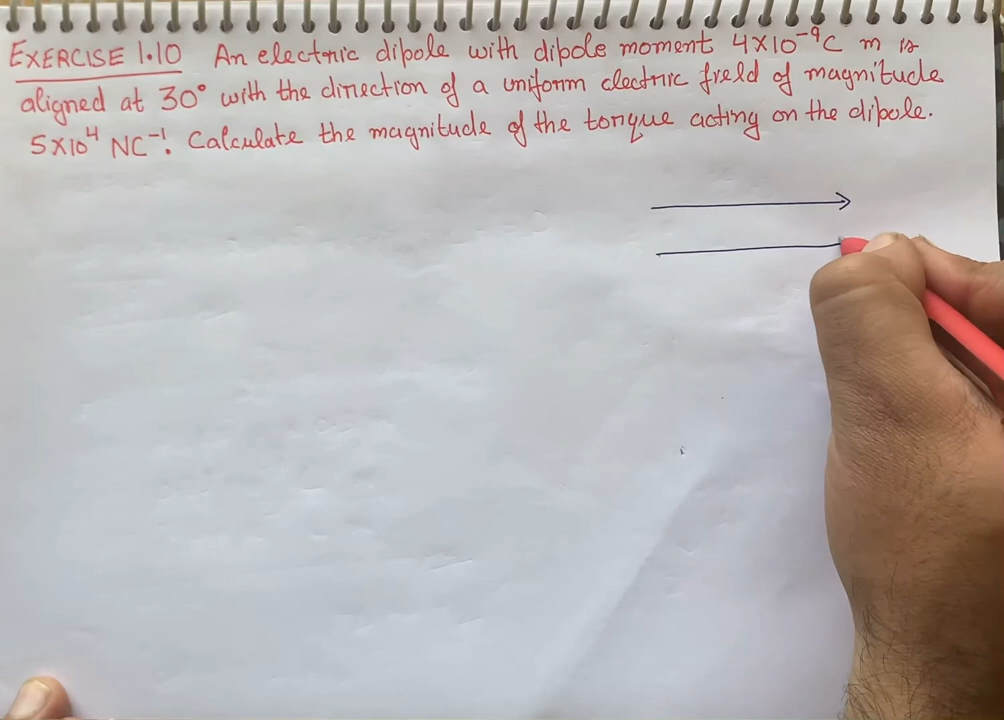 EXERCISE 1.10 An electric dipole with dipole moment 4×10⁻⁹C m is
aligned at 30° with the direction of a uniform electric field of magnitude
5×10⁴ NC⁻¹. Calculate the magnitude of the torque acting on the dipole.